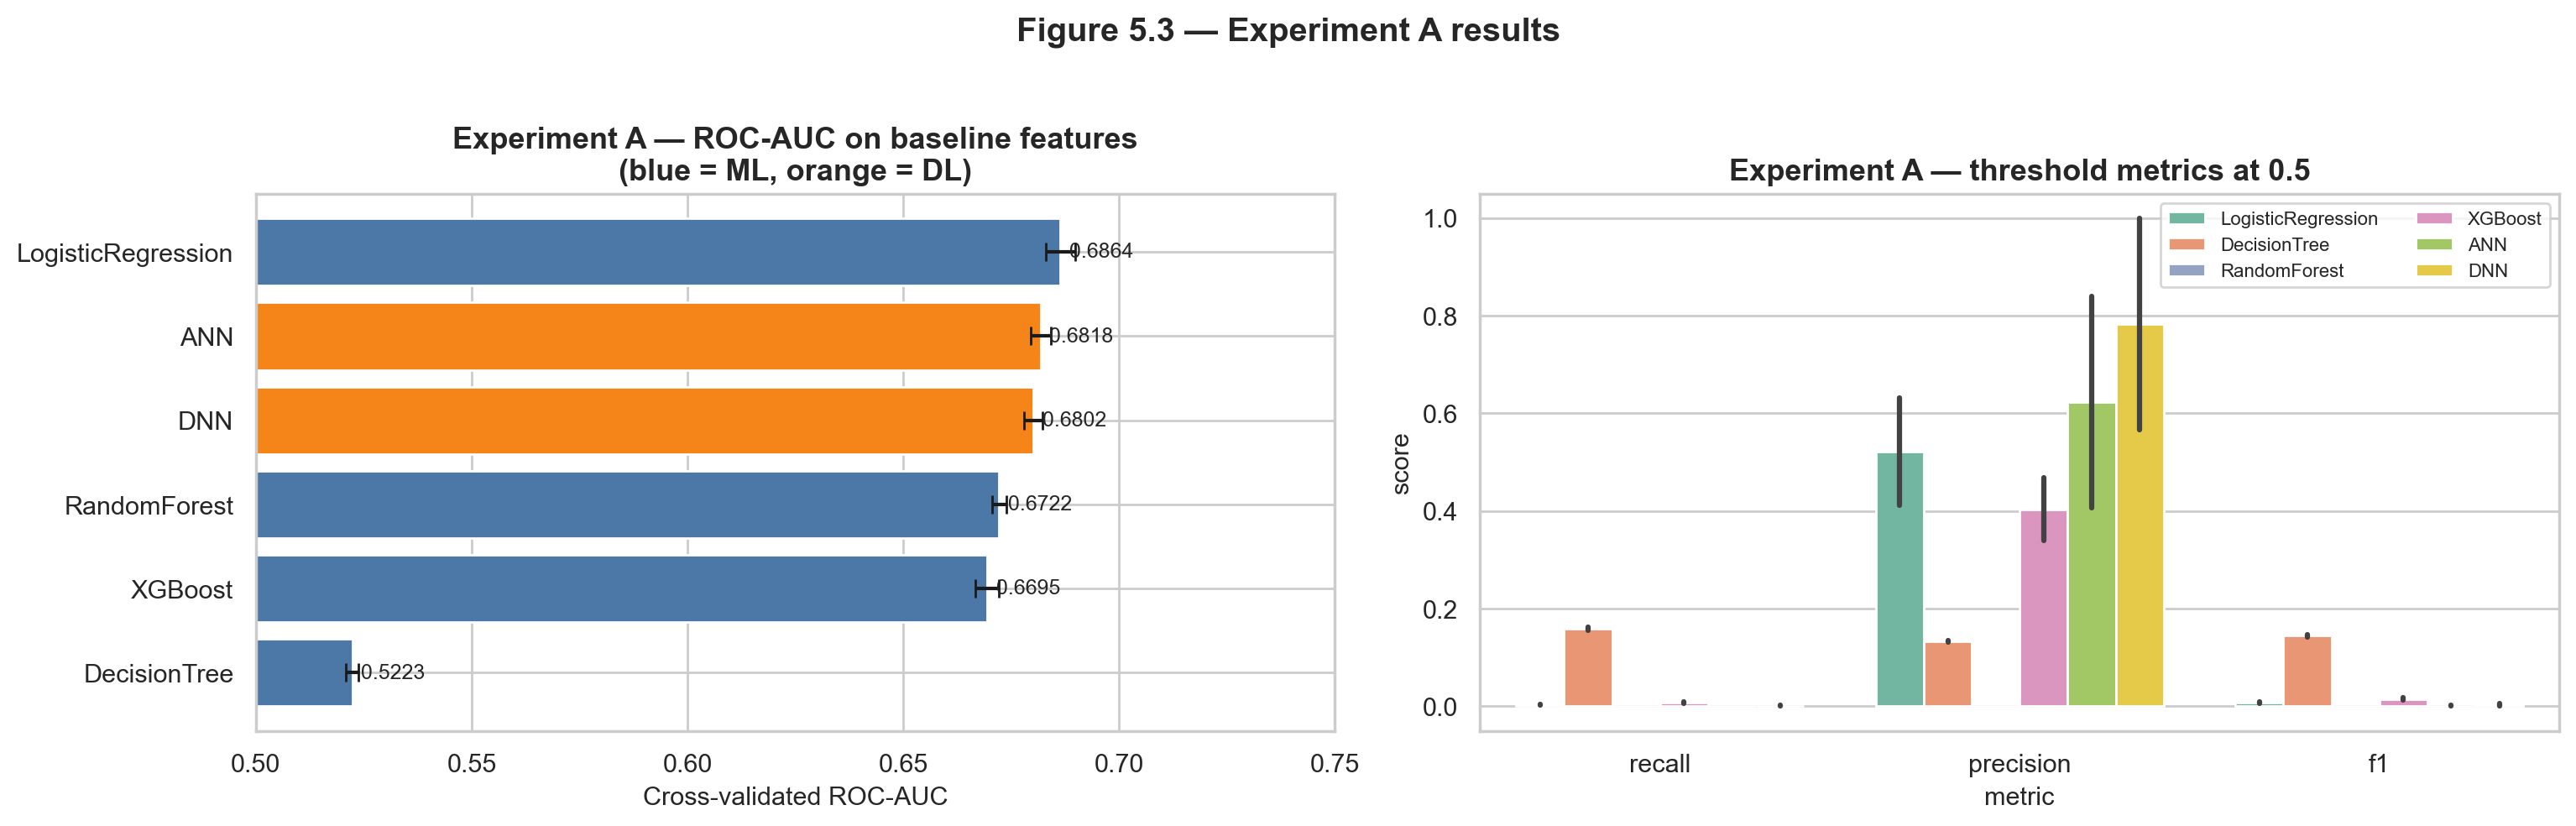 Figure 5.3 — Experiment A results
Experiment A — ROC-AUC on baseline features
(blue = ML, orange = DL)
LogisticRegression
0.6864
ANN
0.6818
DNN
0.6802
RandomForest
0.6722
XGBoost
0.6695
DecisionTree
0.5223
0.50 0.55 0.60 0.65 0.70 0.75
Cross-validated ROC-AUC
Experiment A — threshold metrics at 0.5
LogisticRegression
DecisionTree
RandomForest
XGBoost
ANN
DNN
1.0
0.8
0.6
0.4
0.2
0.0
score
recall precision f1
metric